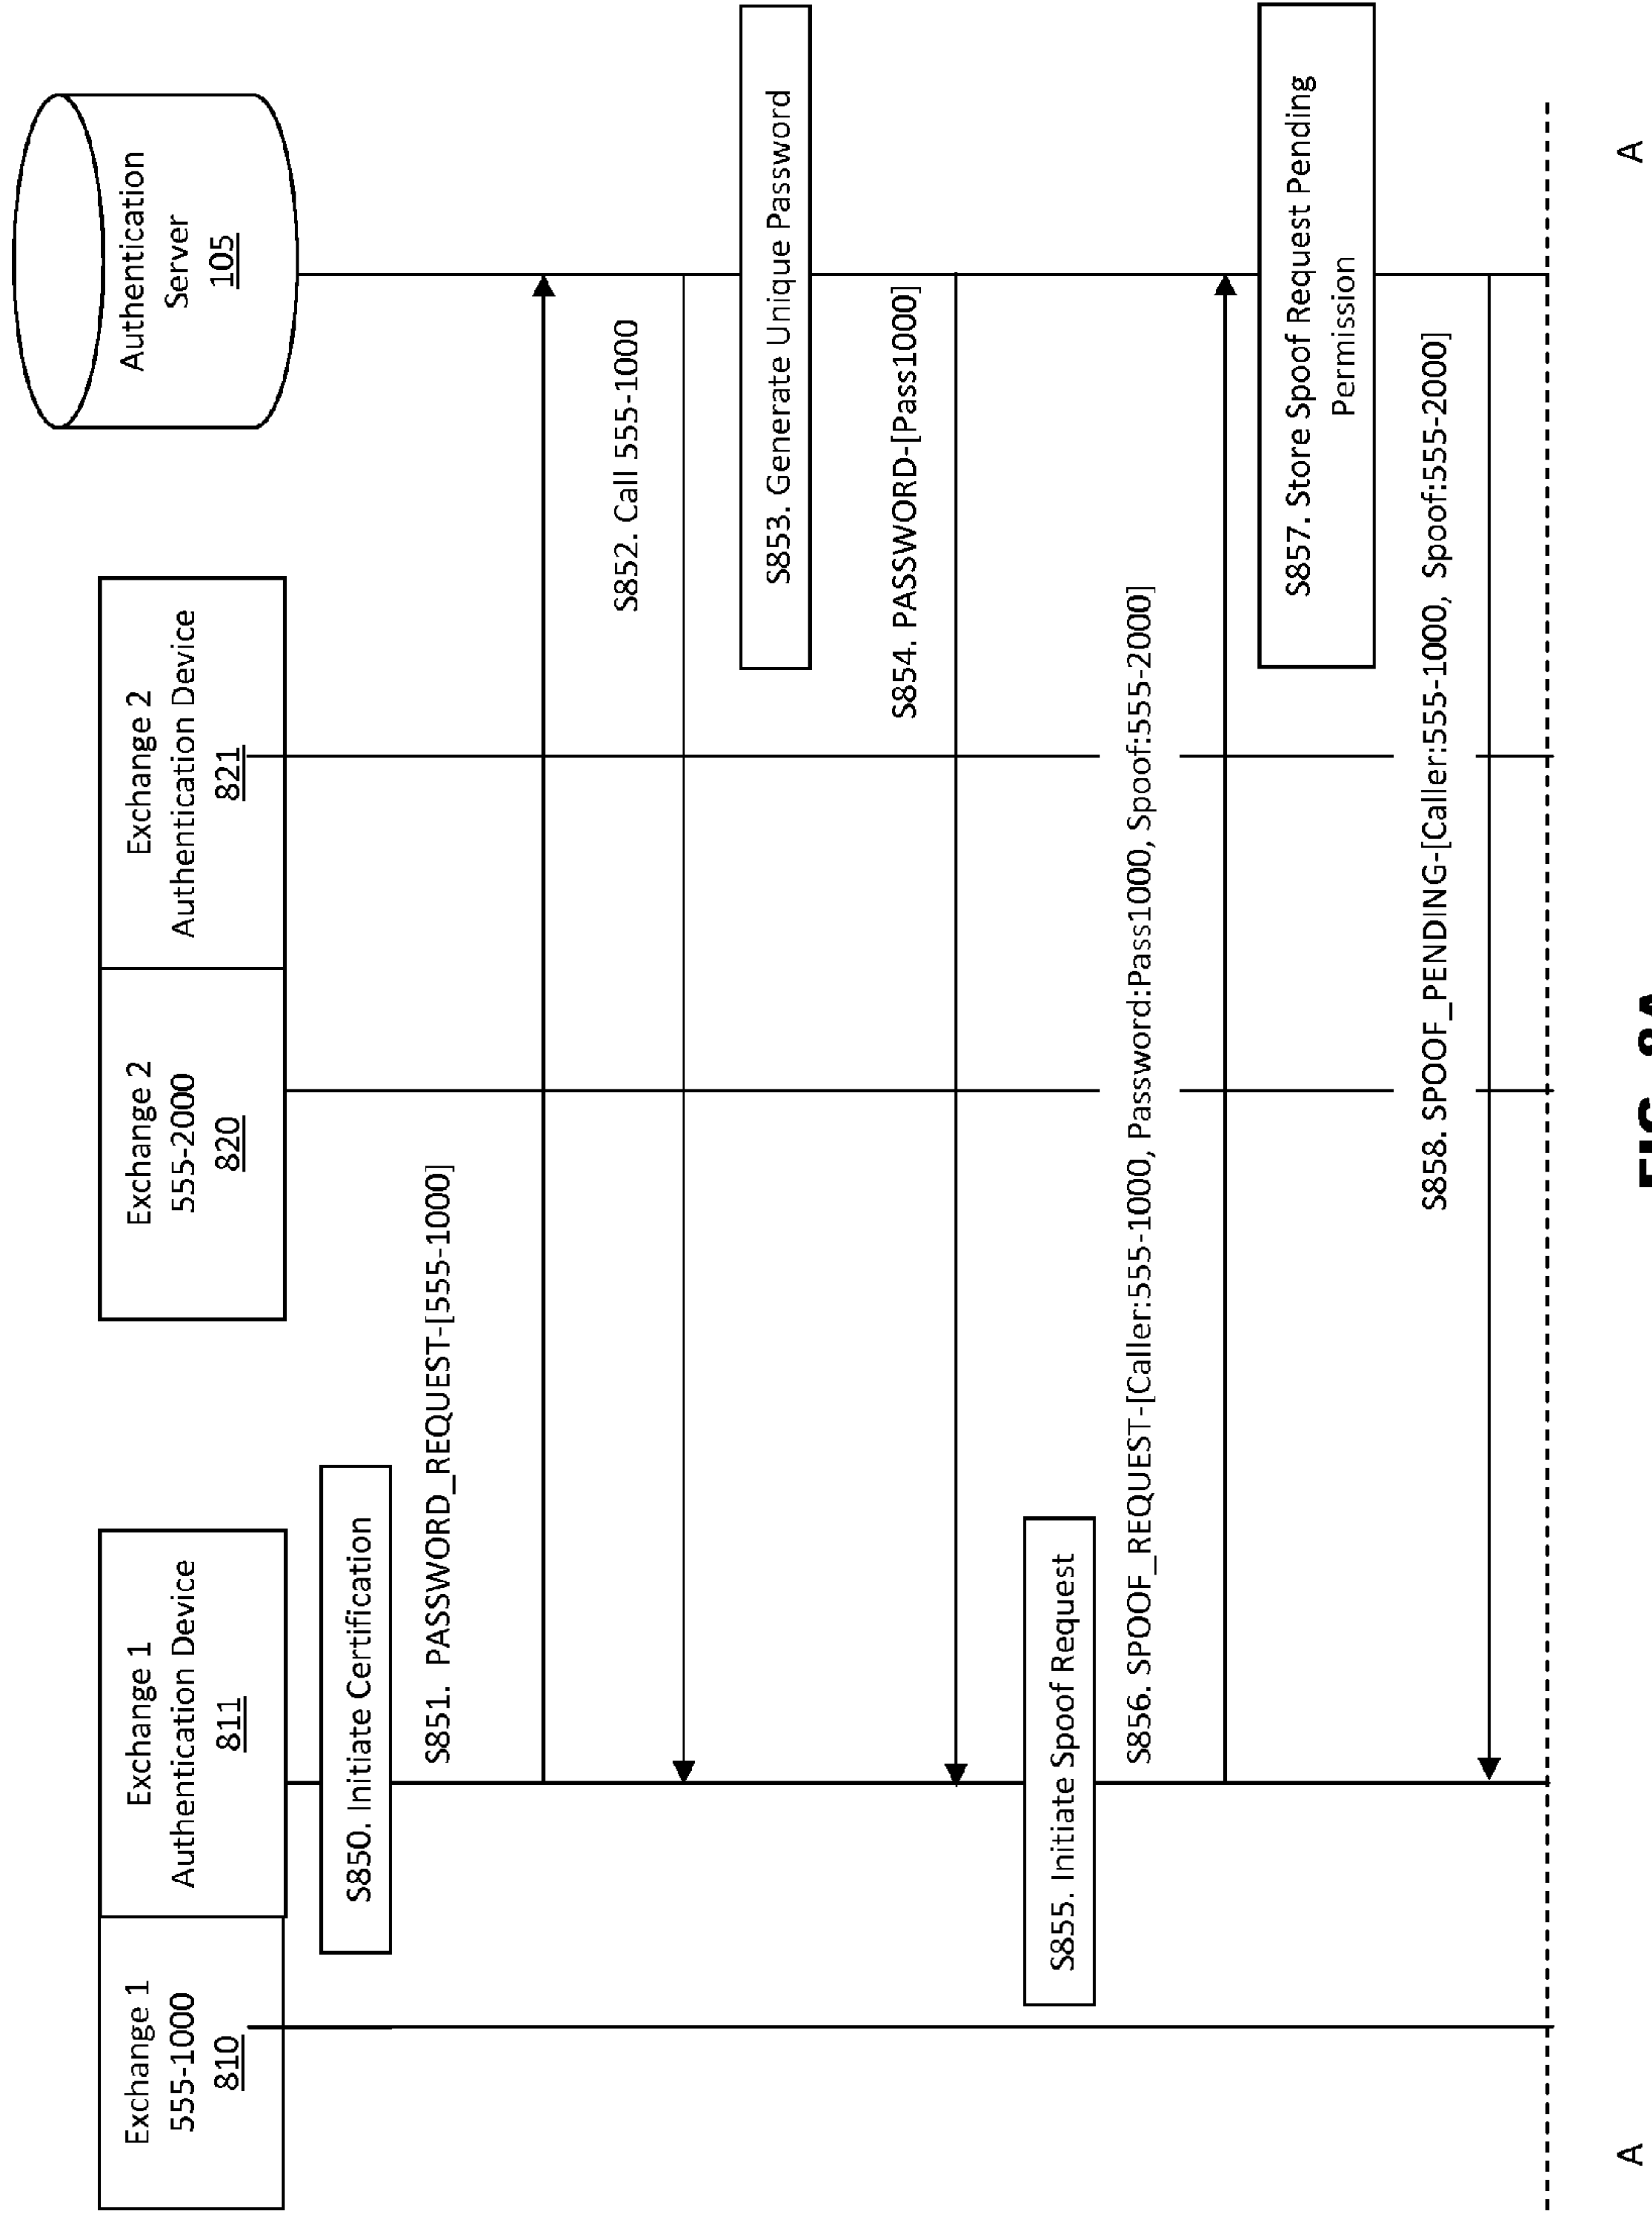 Exchange 1
555-1000
810
Exchange 1
Authentication Device
811
Exchange 2
555-2000
820
Exchange 2
Authentication Device
821
Authentication
Server
105
S850. Initiate Certification
S851. PASSWORD_REQUEST-[555-1000]
S852. Call 555-1000
S853. Generate Unique Password
S854. PASSWORD-[Pass1000]
S855. Initiate Spoof Request
S856. SPOOF_REQUEST-[Caller:555-1000, Password:Pass1000, Spoof:555-2000]
S857. Store Spoof Request Pending
Permission
S858. SPOOF_PENDING-[Caller:555-1000, Spoof:555-2000]
A
A
FIG. 8A